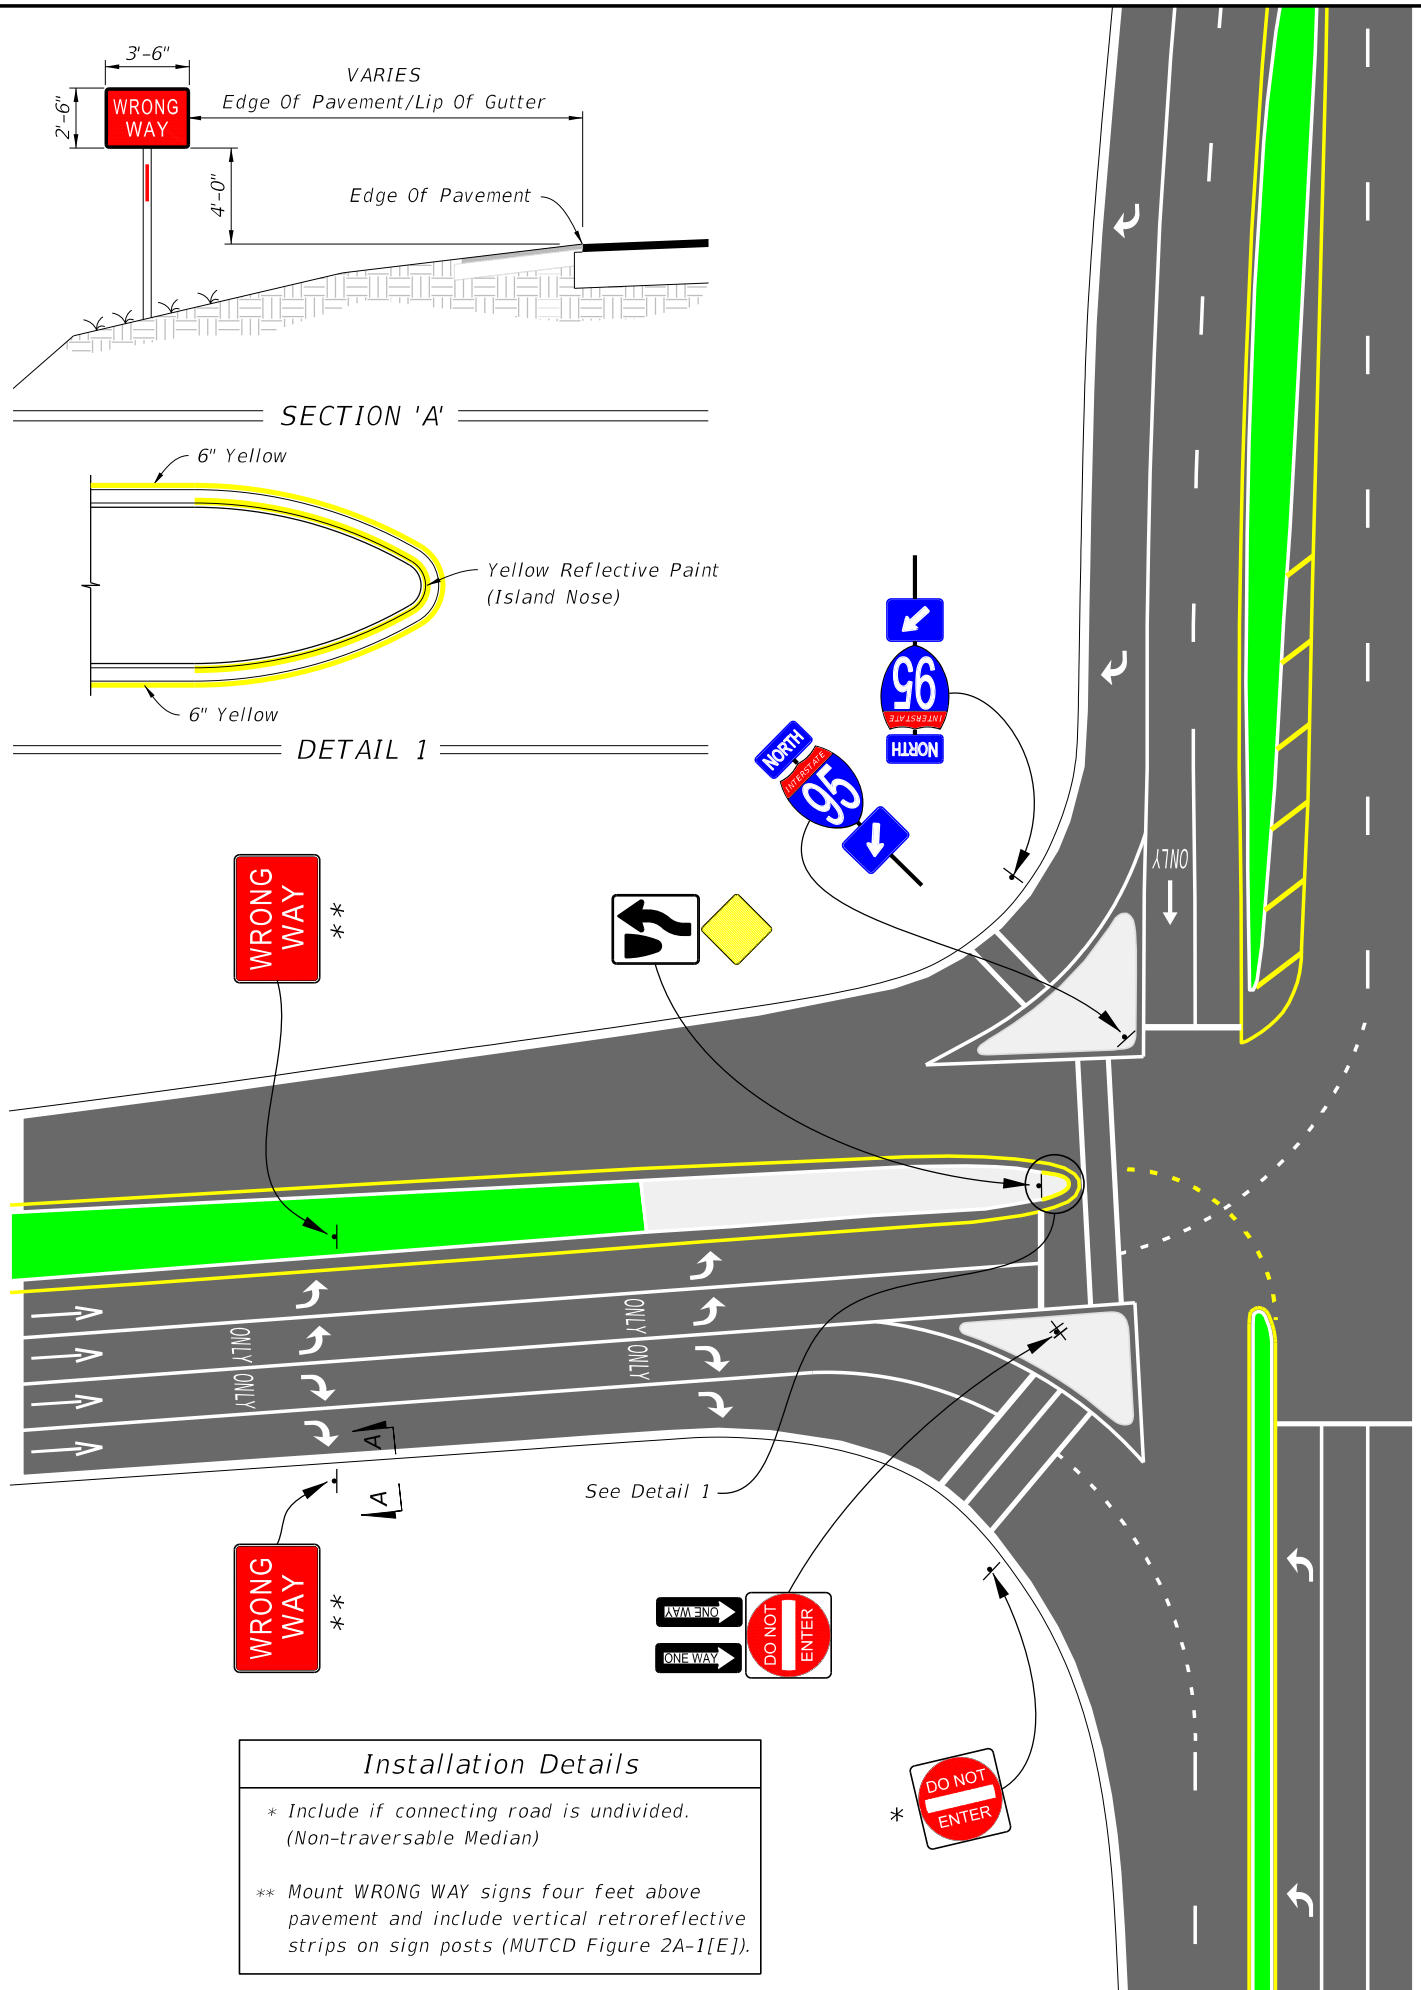 3'-6"
VARIES
Edge Of Pavement/Lip Of Gutter
WRONG
WAY
2'-6"
4'-0"
Edge Of Pavement
SECTION 'A'
6" Yellow
Yellow Reflective Paint
(Island Nose)
6" Yellow
DETAIL 1
95
INTERSTATE
NORTH
NORTH
INTERSTATE
95
ONLY
WRONG
WAY
**
ONLY
ONLY
ONLY
ONLY
A
A
See Detail 1
WRONG
WAY
**
ONE WAY
ONE WAY
DO NOT
ENTER
DO NOT
ENTER
*
Installation Details
* Include if connecting road is undivided.
(Non-traversable Median)
** Mount WRONG WAY signs four feet above
pavement and include vertical retroreflective
strips on sign posts (MUTCD Figure 2A-1[E]).